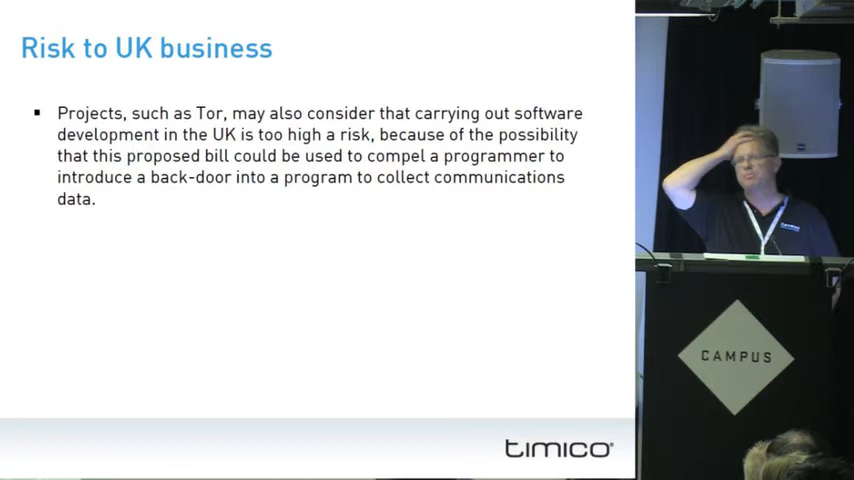 Risk to UK business
Projects, such as Tor, may also consider that carrying out software
development in the UK is too high a risk, because of the possibility
that this proposed bill could be used to compel a programmer to
introduce a back-door into a program to collect communications
data.
timico
CAMPUS